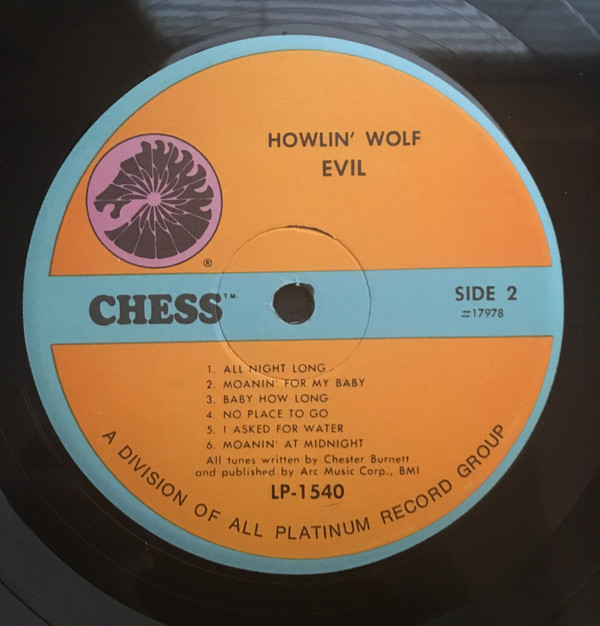 HOWLIN' WOLF
EVIL
®
CHESS T.M.
SIDE 2
=17978
1. ALL NIGHT LONG
2. MOANIN' FOR MY BABY
3. BABY HOW LONG
4. NO PLACE TO GO
5. I ASKED FOR WATER
6. MOANIN' AT MIDNIGHT
All tunes written by Chester Burnett
and published by Arc Music Corp., BMI
LP-1540
A DIVISION OF ALL PLATINUM RECORD GROUP